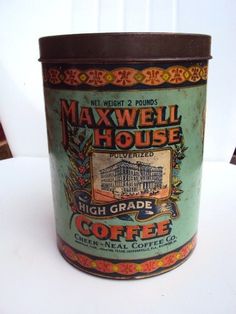 NET WEIGHT 2 POUNDS
MAXWELL
HOUSE
PULVERIZED
HIGH GRADE
COFFEE
CHEEK-NEAL COFFEE CO.